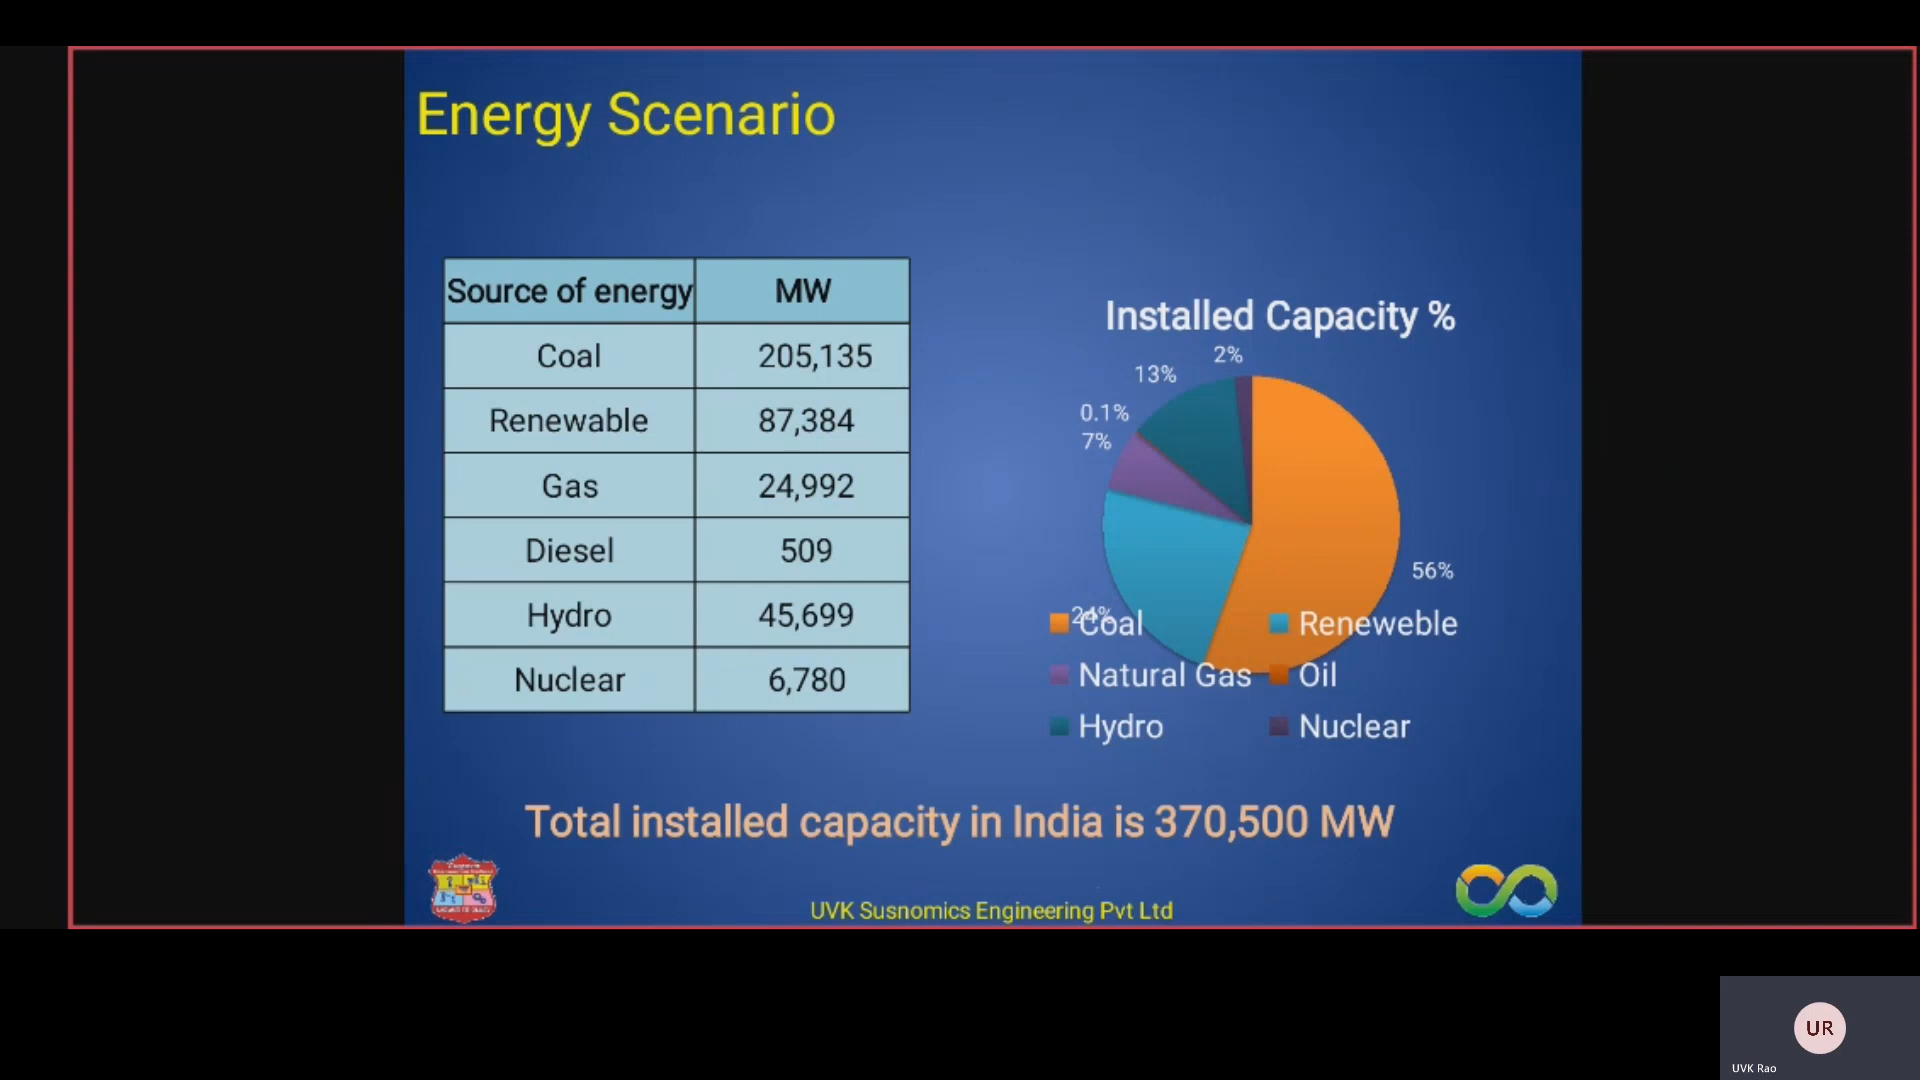 Energy Scenario
Source of energy MW
Coal 205,135
Renewable 87,384
Gas 24,992
Diesel 509
Hydro 45,699
Nuclear 6,780
Installed Capacity %
2%
13%
0.1%
7%
56%
24%
Coal Reneweble
Natural Gas Oil
Hydro Nuclear
Total installed capacity in India is 370,500 MW
UVK Susnomics Engineering Pvt Ltd
UR
UVK Rao